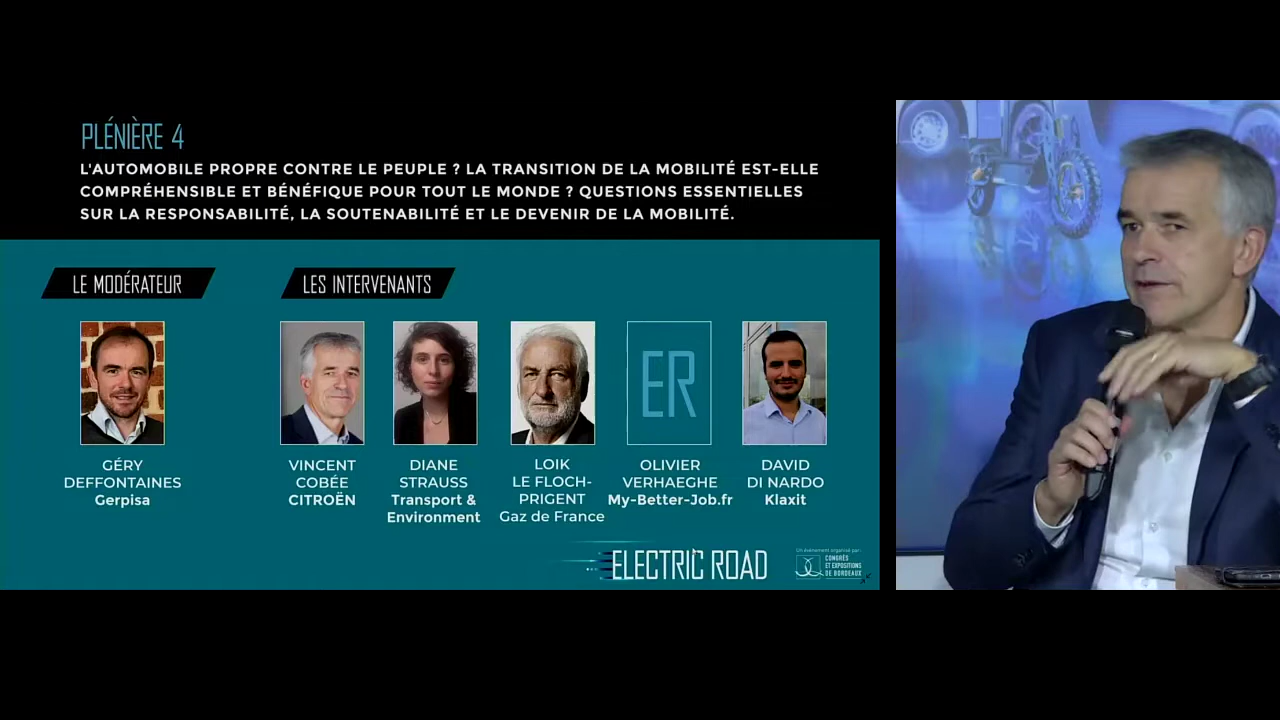 PLÉNIÈRE 4
L'AUTOMOBILE PROPRE CONTRE LE PEUPLE ? LA TRANSITION DE LA MOBILITÉ EST-ELLE
COMPRÉHENSIBLE ET BÉNÉFIQUE POUR TOUT LE MONDE ? QUESTIONS ESSENTIELLES
SUR LA RESPONSABILITÉ, LA SOUTENABILITÉ ET LE DEVENIR DE LA MOBILITÉ.
LE MODÉRATEUR
LES INTERVENANTS
ER
GÉRY
DEFFONTAINES
Gerpisa
VINCENT
COBÉE
CITROËN
DIANE
STRAUSS
Transport &
Environment
LOIK
LE FLOCH-
PRIGENT
Gaz de France
OLIVIER
VERHAEGHE
My-Better-Job.fr
DAVID
DI NARDO
Klaxit
ELECTRIC ROAD
Un événement organisé par:
CONGRÈS
ET EXPOSITIONS
DE BORDEAUX